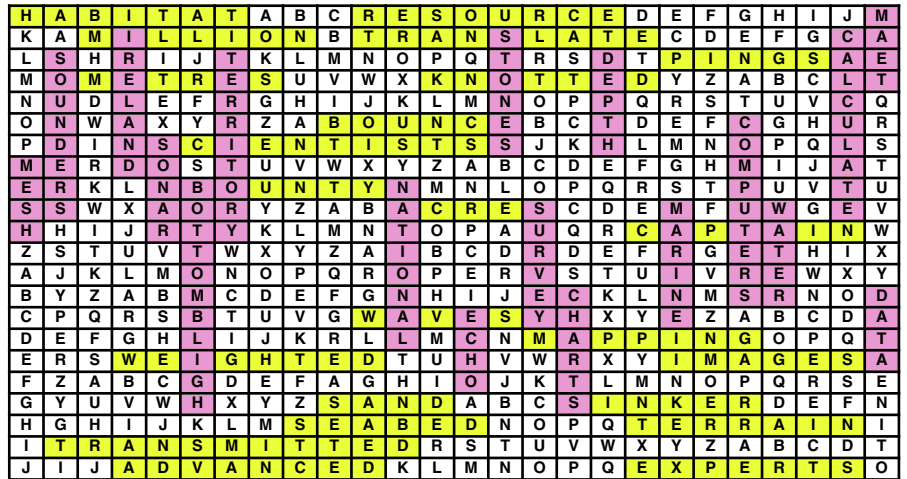 H A B I T A T A B C R E S O U R C E D E F G H I J M
K A M I L L I O N B T R A N S L A T E C D E F G C A
L S H R I J T K L M N O P Q T R S D T P I N G S A E
M O M E T R E S U V W X K N O T T E D Y Z A B C L T
N U D L E F R G H I J K L M N O P P Q R S T U V C Q
O N W A X Y R Z A B O U N C E B C T D E F C G H U R
P D I N S C I E N T I S T S S J K H L M N O P Q L S
M E R D O S T U V W X Y Z A B C D E F G H M I J A T
E R K L N B O U N T Y N M N L O P Q R S T P U V T U
S S W X A O R Y Z A B A C R E S C D E M F U W G E V
H H I J R T Y K L M N T O P A U Q R C A P T A I N W
Z S T U V T W X Y Z A I B C D R D E F R G E T H I X
A J K L M O N O P Q R O P E R V S T U I V R E W X Y
B Y Z A B M C D E F G N H I J E C K L N M S R N O D
C P Q R S B T U V G W A V E S Y H X Y E Z A B C D A
D E F G H L I J K R L L M C N M A P P I N G O P Q T
E R S W E I G H T E D T U H V W R X Y I M A G E S A
F Z A B C G D E F A G H I O J K T L M N O P Q R S E
G Y U V W H X Y Z S A N D A B C S I N K E R D E F N
H G H I J K L M S E A B E D N O P Q T E R R A I N I
I T R A N S M I T T E D R S T U V W X Y Z A B C D T
J I J A D V A N C E D K L M N O P Q E X P E R T S O